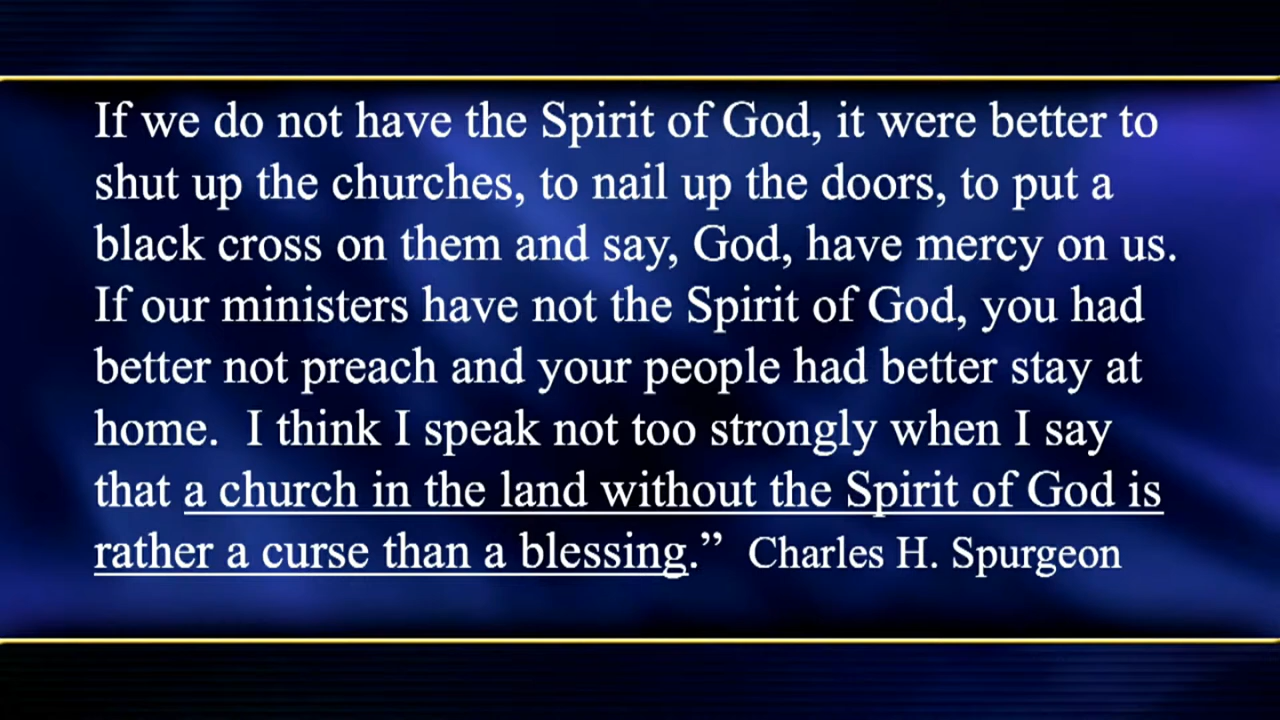 If we do not have the Spirit of God, it were better to
shut up the churches, to nail up the doors, to put a
black cross on them and say, God, have mercy on us.
If our ministers have not the Spirit of God, you had
better not preach and your people had better stay at
home.  I think I speak not too strongly when I say
that a church in the land without the Spirit of God is
rather a curse than a blessing.”  Charles H. Spurgeon